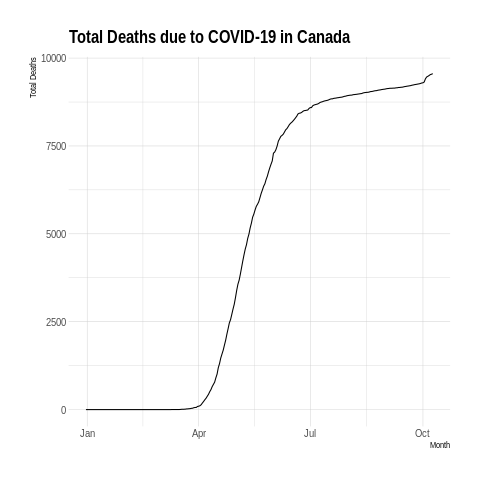 Total Deaths due to COVID-19 in Canada
Total Deaths
10000
7500
5000
2500
0
Jan Apr Jul Oct
Month